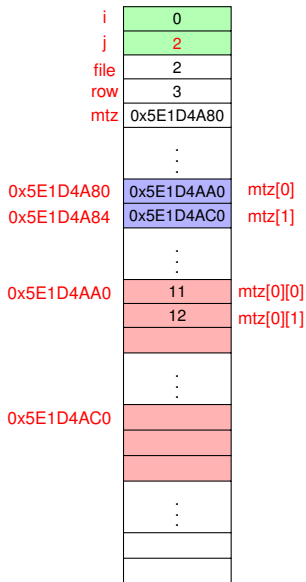 i 0
j 2
file 2
row 3
mtz 0x5E1D4A80
0x5E1D4A80 0x5E1D4AA0 mtz[0]
0x5E1D4A84 0x5E1D4AC0 mtz[1]
0x5E1D4AA0 11 mtz[0][0]
12 mtz[0][1]
0x5E1D4AC0